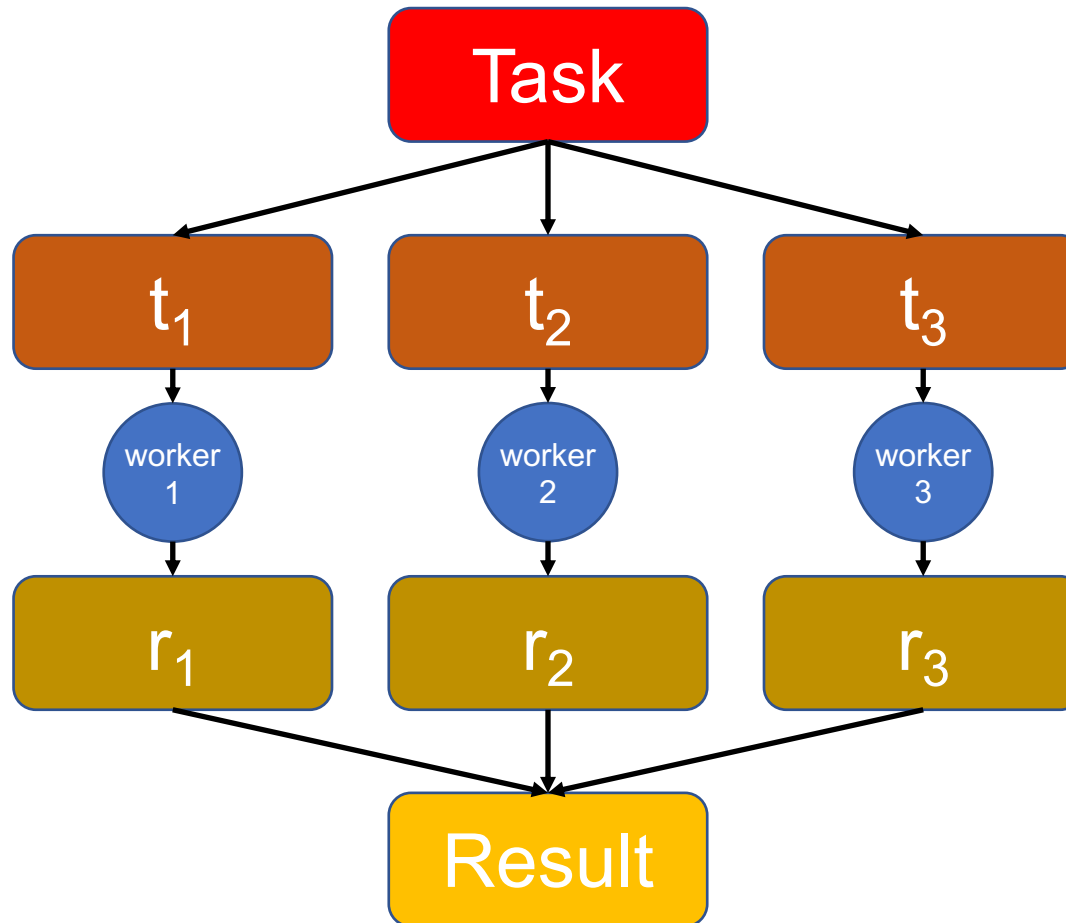 Task
t₁
t₂
t₃
worker
1
worker
2
worker
3
r₁
r₂
r₃
Result